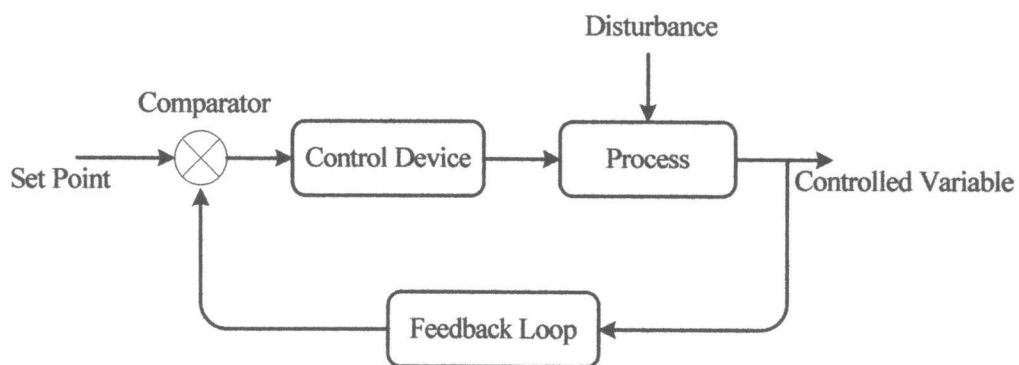 Disturbance
Comparator
Set Point
Control Device
Process
Controlled Variable
Feedback Loop